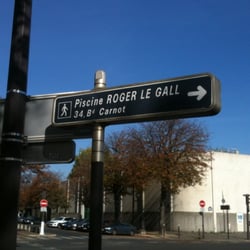 Piscine ROGER LE GALL
34, Bd Carnot